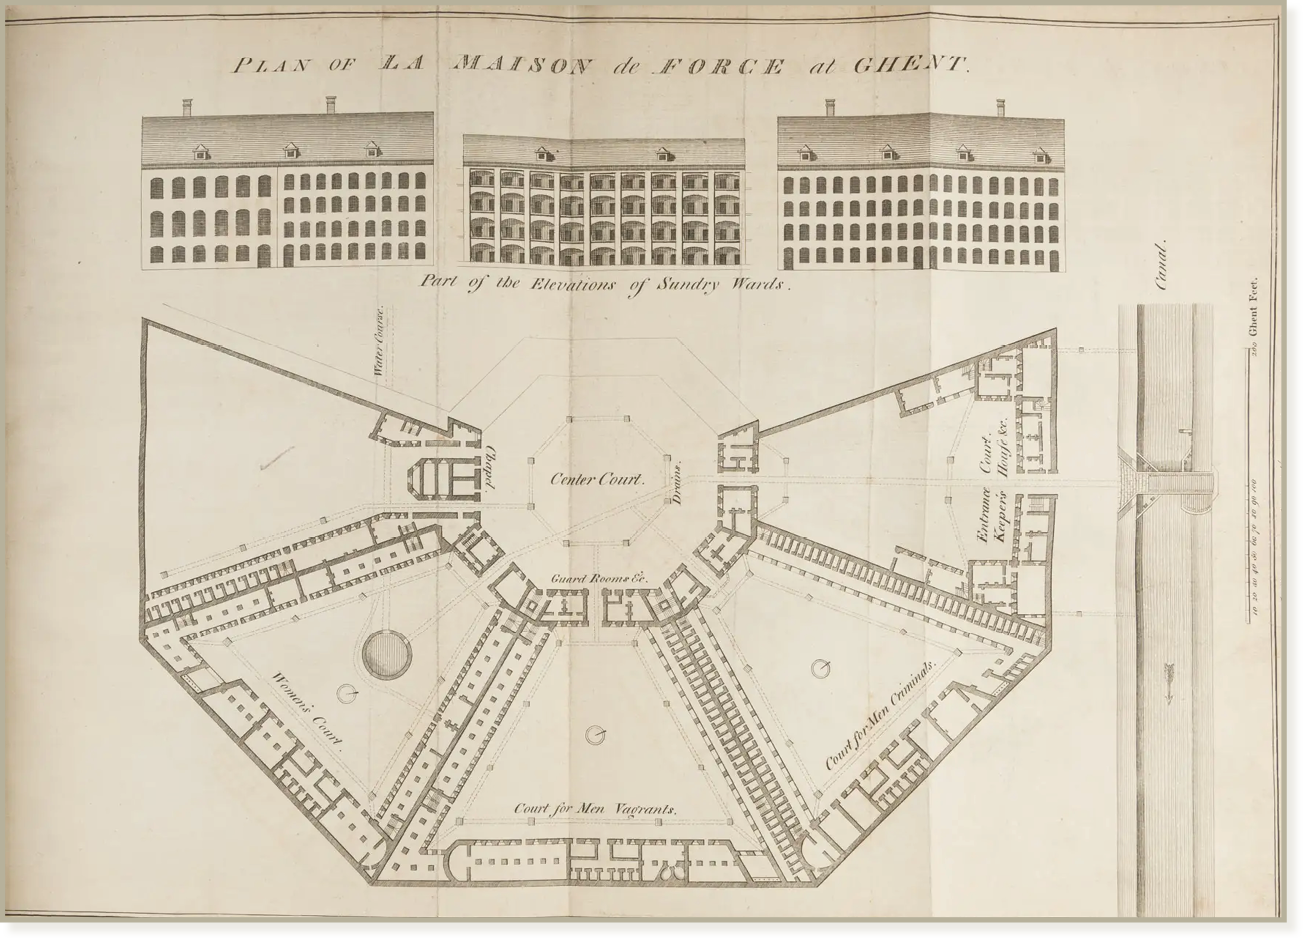 PLAN OF LA MAISON de FORCE at GHENT.
Part of the Elevations of Sundry Wards.
Canal.
200 Ghent Feet.
Water Course.
Chapel
Center Court.
Drains.
Entrance Court.
Keeper's House &c.
10 20 30 40 50 60 70 80 90 100
Guard Rooms &c.
Women's Court.
Court for Men Criminals.
Court for Men Vagrants.